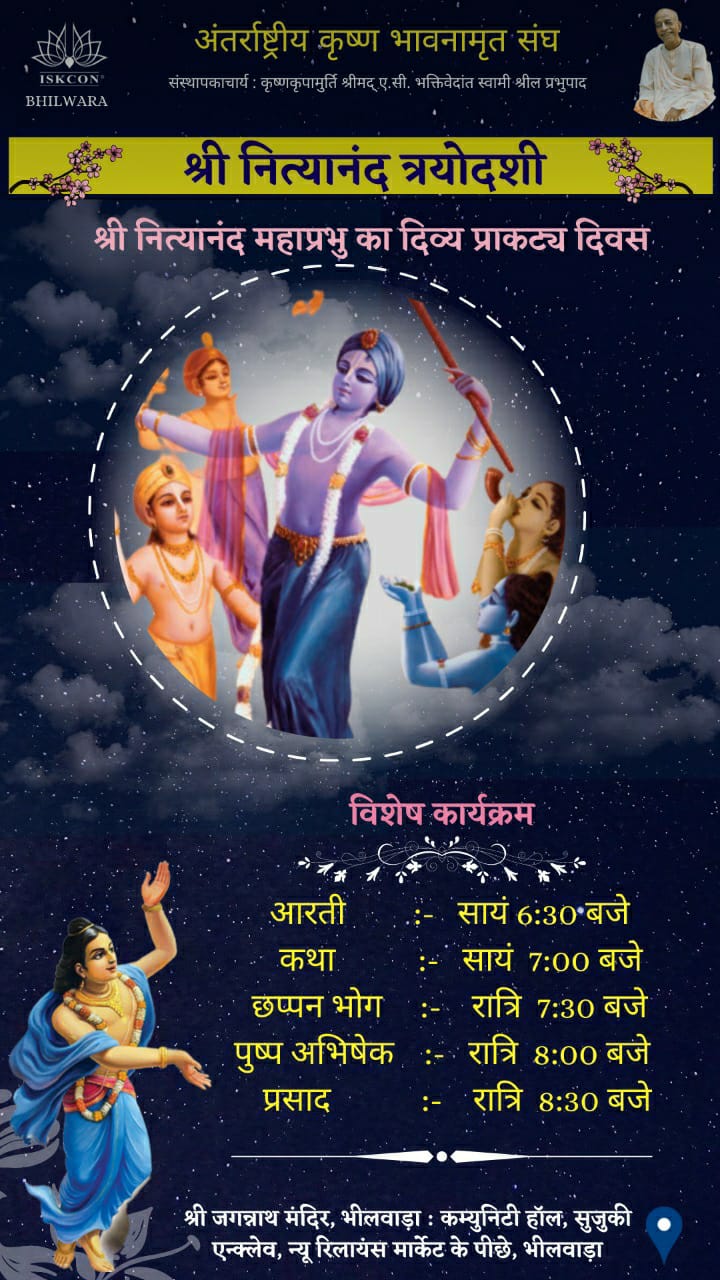 ISKCON®
BHILWARA
अंतर्राष्ट्रीय कृष्ण भावनामृत संघ
संस्थापकाचार्य : कृष्णकृपामुर्ति श्रीमद् ए.सी. भक्तिवेदांत स्वामी श्रील प्रभुपाद
श्री नित्यानंद त्रयोदशी
श्री नित्यानंद महाप्रभु का दिव्य प्राकट्य दिवस
विशेष कार्यक्रम
आरती :- सायं 6:30 बजे
कथा :- सायं 7:00 बजे
छप्पन भोग :- रात्रि 7:30 बजे
पुष्प अभिषेक :- रात्रि 8:00 बजे
प्रसाद :- रात्रि 8:30 बजे
श्री जगन्नाथ मंदिर, भीलवाड़ा : कम्युनिटी हॉल, सुजुकी
एन्क्लेव, न्यू रिलायंस मार्केट के पीछे, भीलवाड़ा